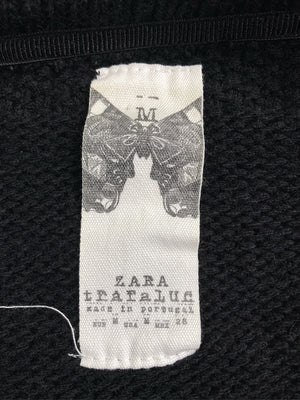 M
ZARA
trafaluc
made in portugal
EUR M USA M MEX 28